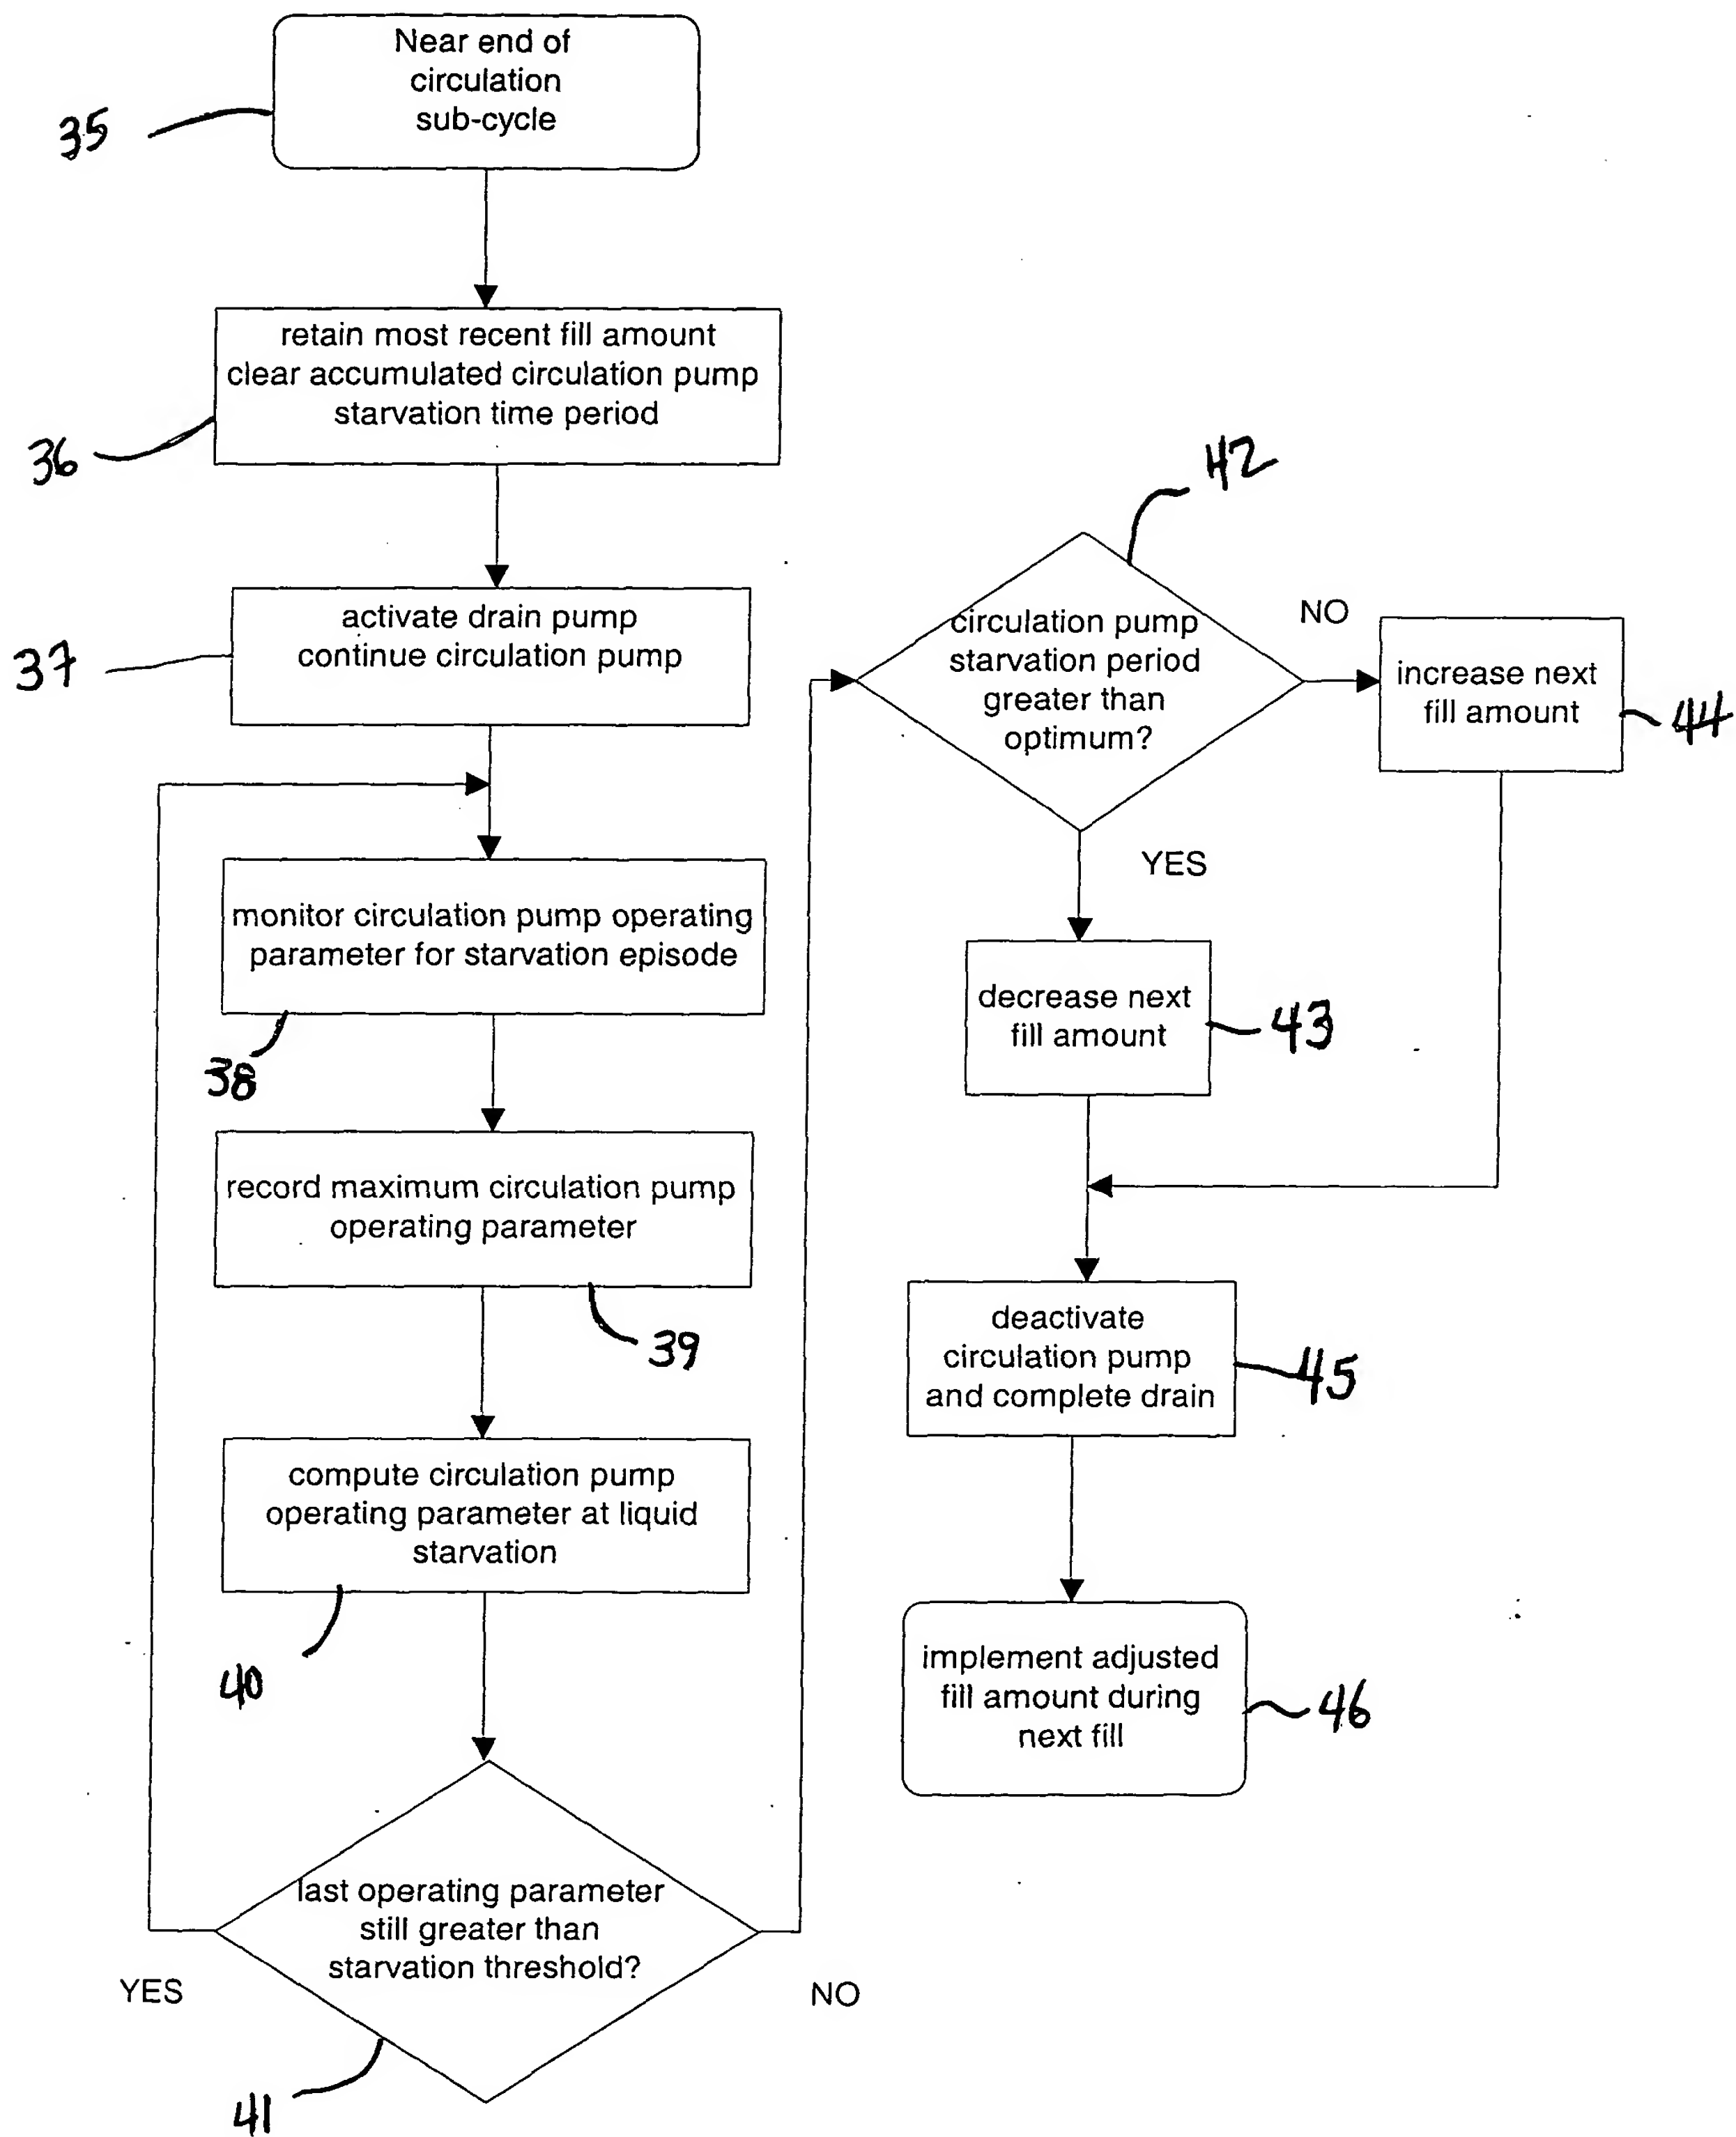 Near end of
circulation
sub-cycle
35
retain most recent fill amount
clear accumulated circulation pump
starvation time period
36
activate drain pump
continue circulation pump
37
monitor circulation pump operating
parameter for starvation episode
38
record maximum circulation pump
operating parameter
39
compute circulation pump
operating parameter at liquid
starvation
40
last operating parameter
still greater than
starvation threshold?
YES
NO
41
42
circulation pump
starvation period
greater than
optimum?
NO
increase next
fill amount
44
YES
decrease next
fill amount
43
deactivate
circulation pump
and complete drain
45
implement adjusted
fill amount during
next fill
46